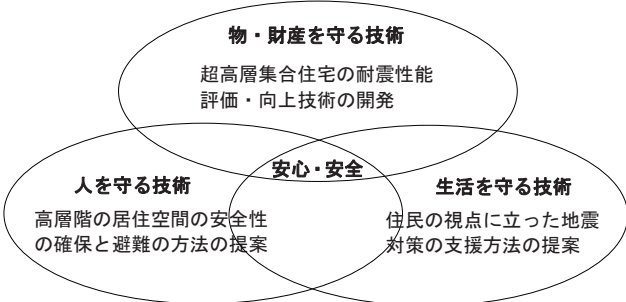 物・財産を守る技術
超高層集合住宅の耐震性能
評価・向上技術の開発
安心・安全
人を守る技術
高層階の居住空間の安全性
の確保と避難の方法の提案
生活を守る技術
住民の視点に立った地震
対策の支援方法の提案